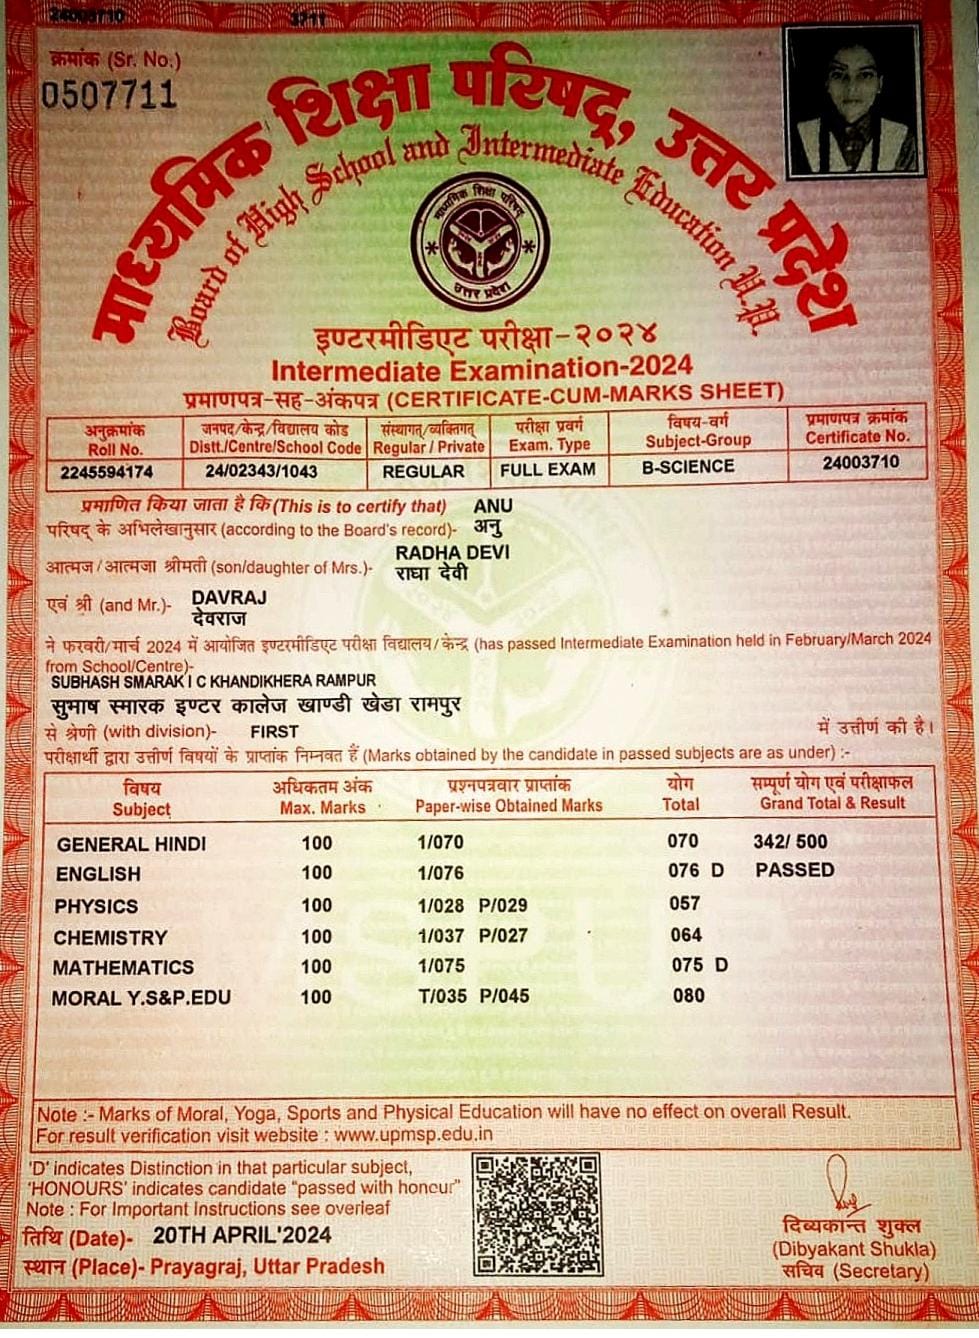 24003710 3211
क्रमांक (Sr. No.)
0507711
माध्यमिक शिक्षा परिषद्, उत्तर प्रदेश
Board of High School and Intermediate Education U.P.
माध्यमिक शिक्षा परिषद्
उत्तर प्रदेश
इण्टरमीडिएट परीक्षा-२०२४
Intermediate Examination-2024
प्रमाणपत्र-सह-अंकपत्र (CERTIFICATE-CUM-MARKS SHEET)
अनुक्रमांक जनपद/केन्द्र/विद्यालय कोड संस्थागत्/व्यक्तिगत् परीक्षा प्रवर्ग विषय-वर्ग प्रमाणपत्र क्रमांक
Roll No. Distt./Centre/School Code Regular / Private Exam. Type Subject-Group Certificate No.
2245594174 24/02343/1043 REGULAR FULL EXAM B-SCIENCE 24003710
प्रमाणित किया जाता है कि (This is to certify that) ANU
परिषद् के अभिलेखानुसार (according to the Board's record)- अनु
RADHA DEVI
आत्मज/आत्मजा श्रीमती (son/daughter of Mrs.)- राधा देवी
एवं श्री (and Mr.)- DAVRAJ
देवराज
ने फरवरी/मार्च 2024 में आयोजित इण्टरमीडिएट परीक्षा विद्यालय/केन्द्र (has passed Intermediate Examination held in February/March 2024
from School/Centre)-
SUBHASH SMARAK I C KHANDIKHERA RAMPUR
सुभाष स्मारक इण्टर कालेज खाण्डी खेडा रामपुर
से श्रेणी (with division)- FIRST में उत्तीर्ण की है।
परीक्षार्थी द्वारा उत्तीर्ण विषयों के प्राप्तांक निम्नवत हैं (Marks obtained by the candidate in passed subjects are as under) :-
विषय अधिकतम अंक प्रश्नपत्रवार प्राप्तांक योग सम्पूर्ण योग एवं परीक्षाफल
Subject Max. Marks Paper-wise Obtained Marks Total Grand Total & Result
GENERAL HINDI 100 1/070 070 342/ 500
ENGLISH 100 1/076 076 D PASSED
PHYSICS 100 1/028 P/029 057
CHEMISTRY 100 1/037 P/027 064
MATHEMATICS 100 1/075 075 D
MORAL Y.S&P.EDU 100 T/035 P/045 080
Note :- Marks of Moral, Yoga, Sports and Physical Education will have no effect on overall Result.
For result verification visit website : www.upmsp.edu.in
'D' indicates Distinction in that particular subject,
'HONOURS' indicates candidate "passed with honour"
Note : For Important Instructions see overleaf
तिथि (Date)- 20TH APRIL'2024
स्थान (Place)- Prayagraj, Uttar Pradesh
दिब्यकान्त शुक्ल
(Dibyakant Shukla)
सचिव (Secretary)